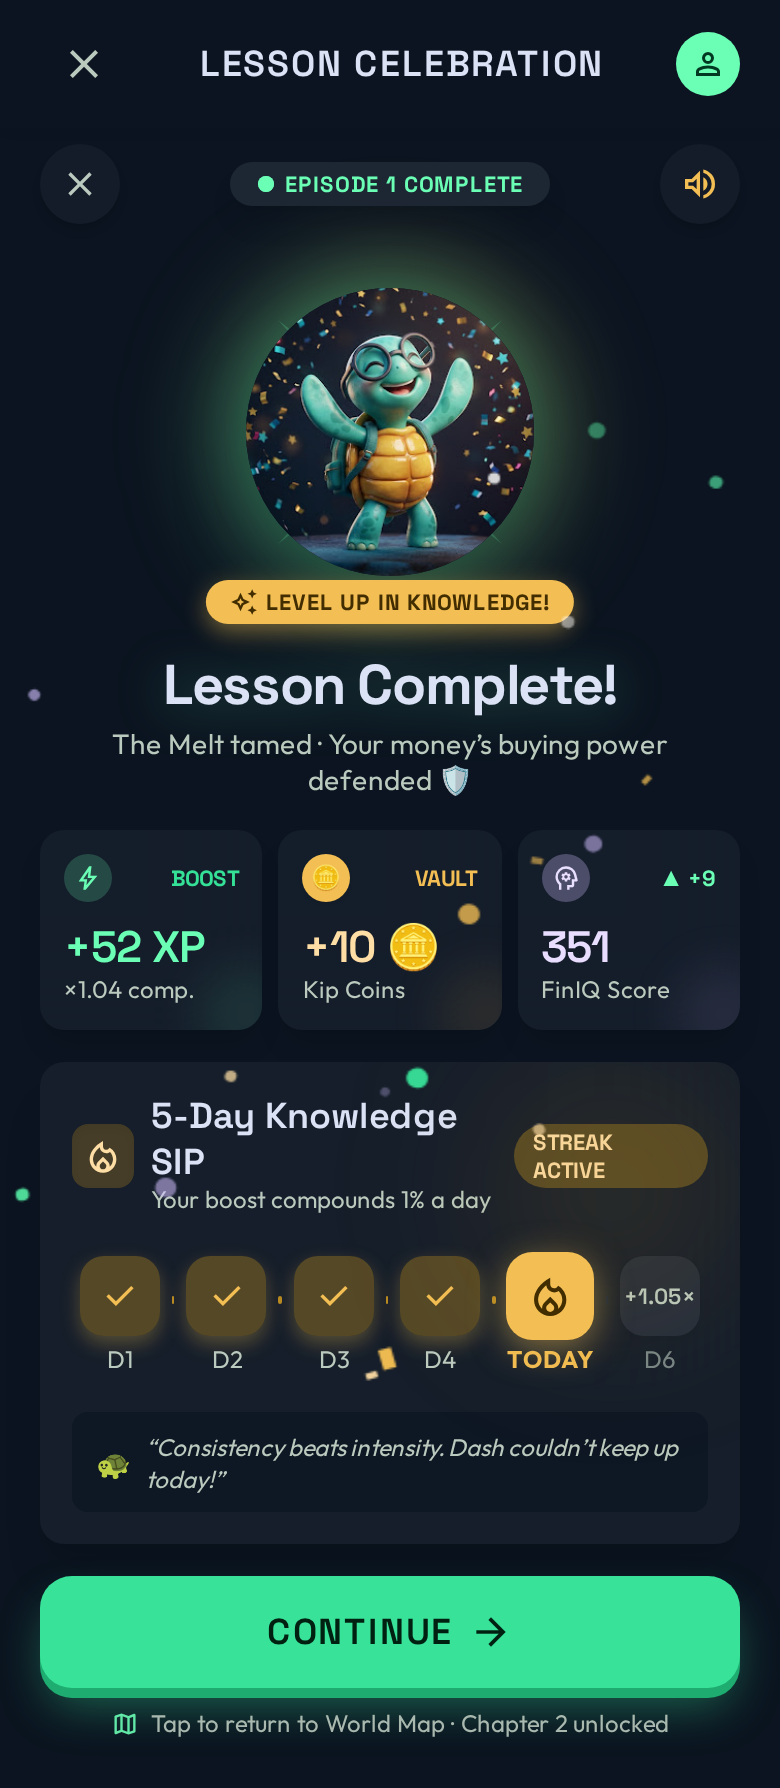 LESSON CELEBRATION
EPISODE 1 COMPLETE
LEVEL UP IN KNOWLEDGE!
Lesson Complete!
The Melt tamed · Your money’s buying power
defended 🛡️
BOOST
+52 XP
×1.04 comp.
VAULT
+10 🪙
Kip Coins
▲ +9
351
FinIQ Score
5-Day Knowledge
SIP
Your boost compounds 1% a day
STREAK
ACTIVE
+1.05×
D1 D2 D3 D4 TODAY D6
“Consistency beats intensity. Dash couldn’t keep up
today!”
CONTINUE →
Tap to return to World Map · Chapter 2 unlocked